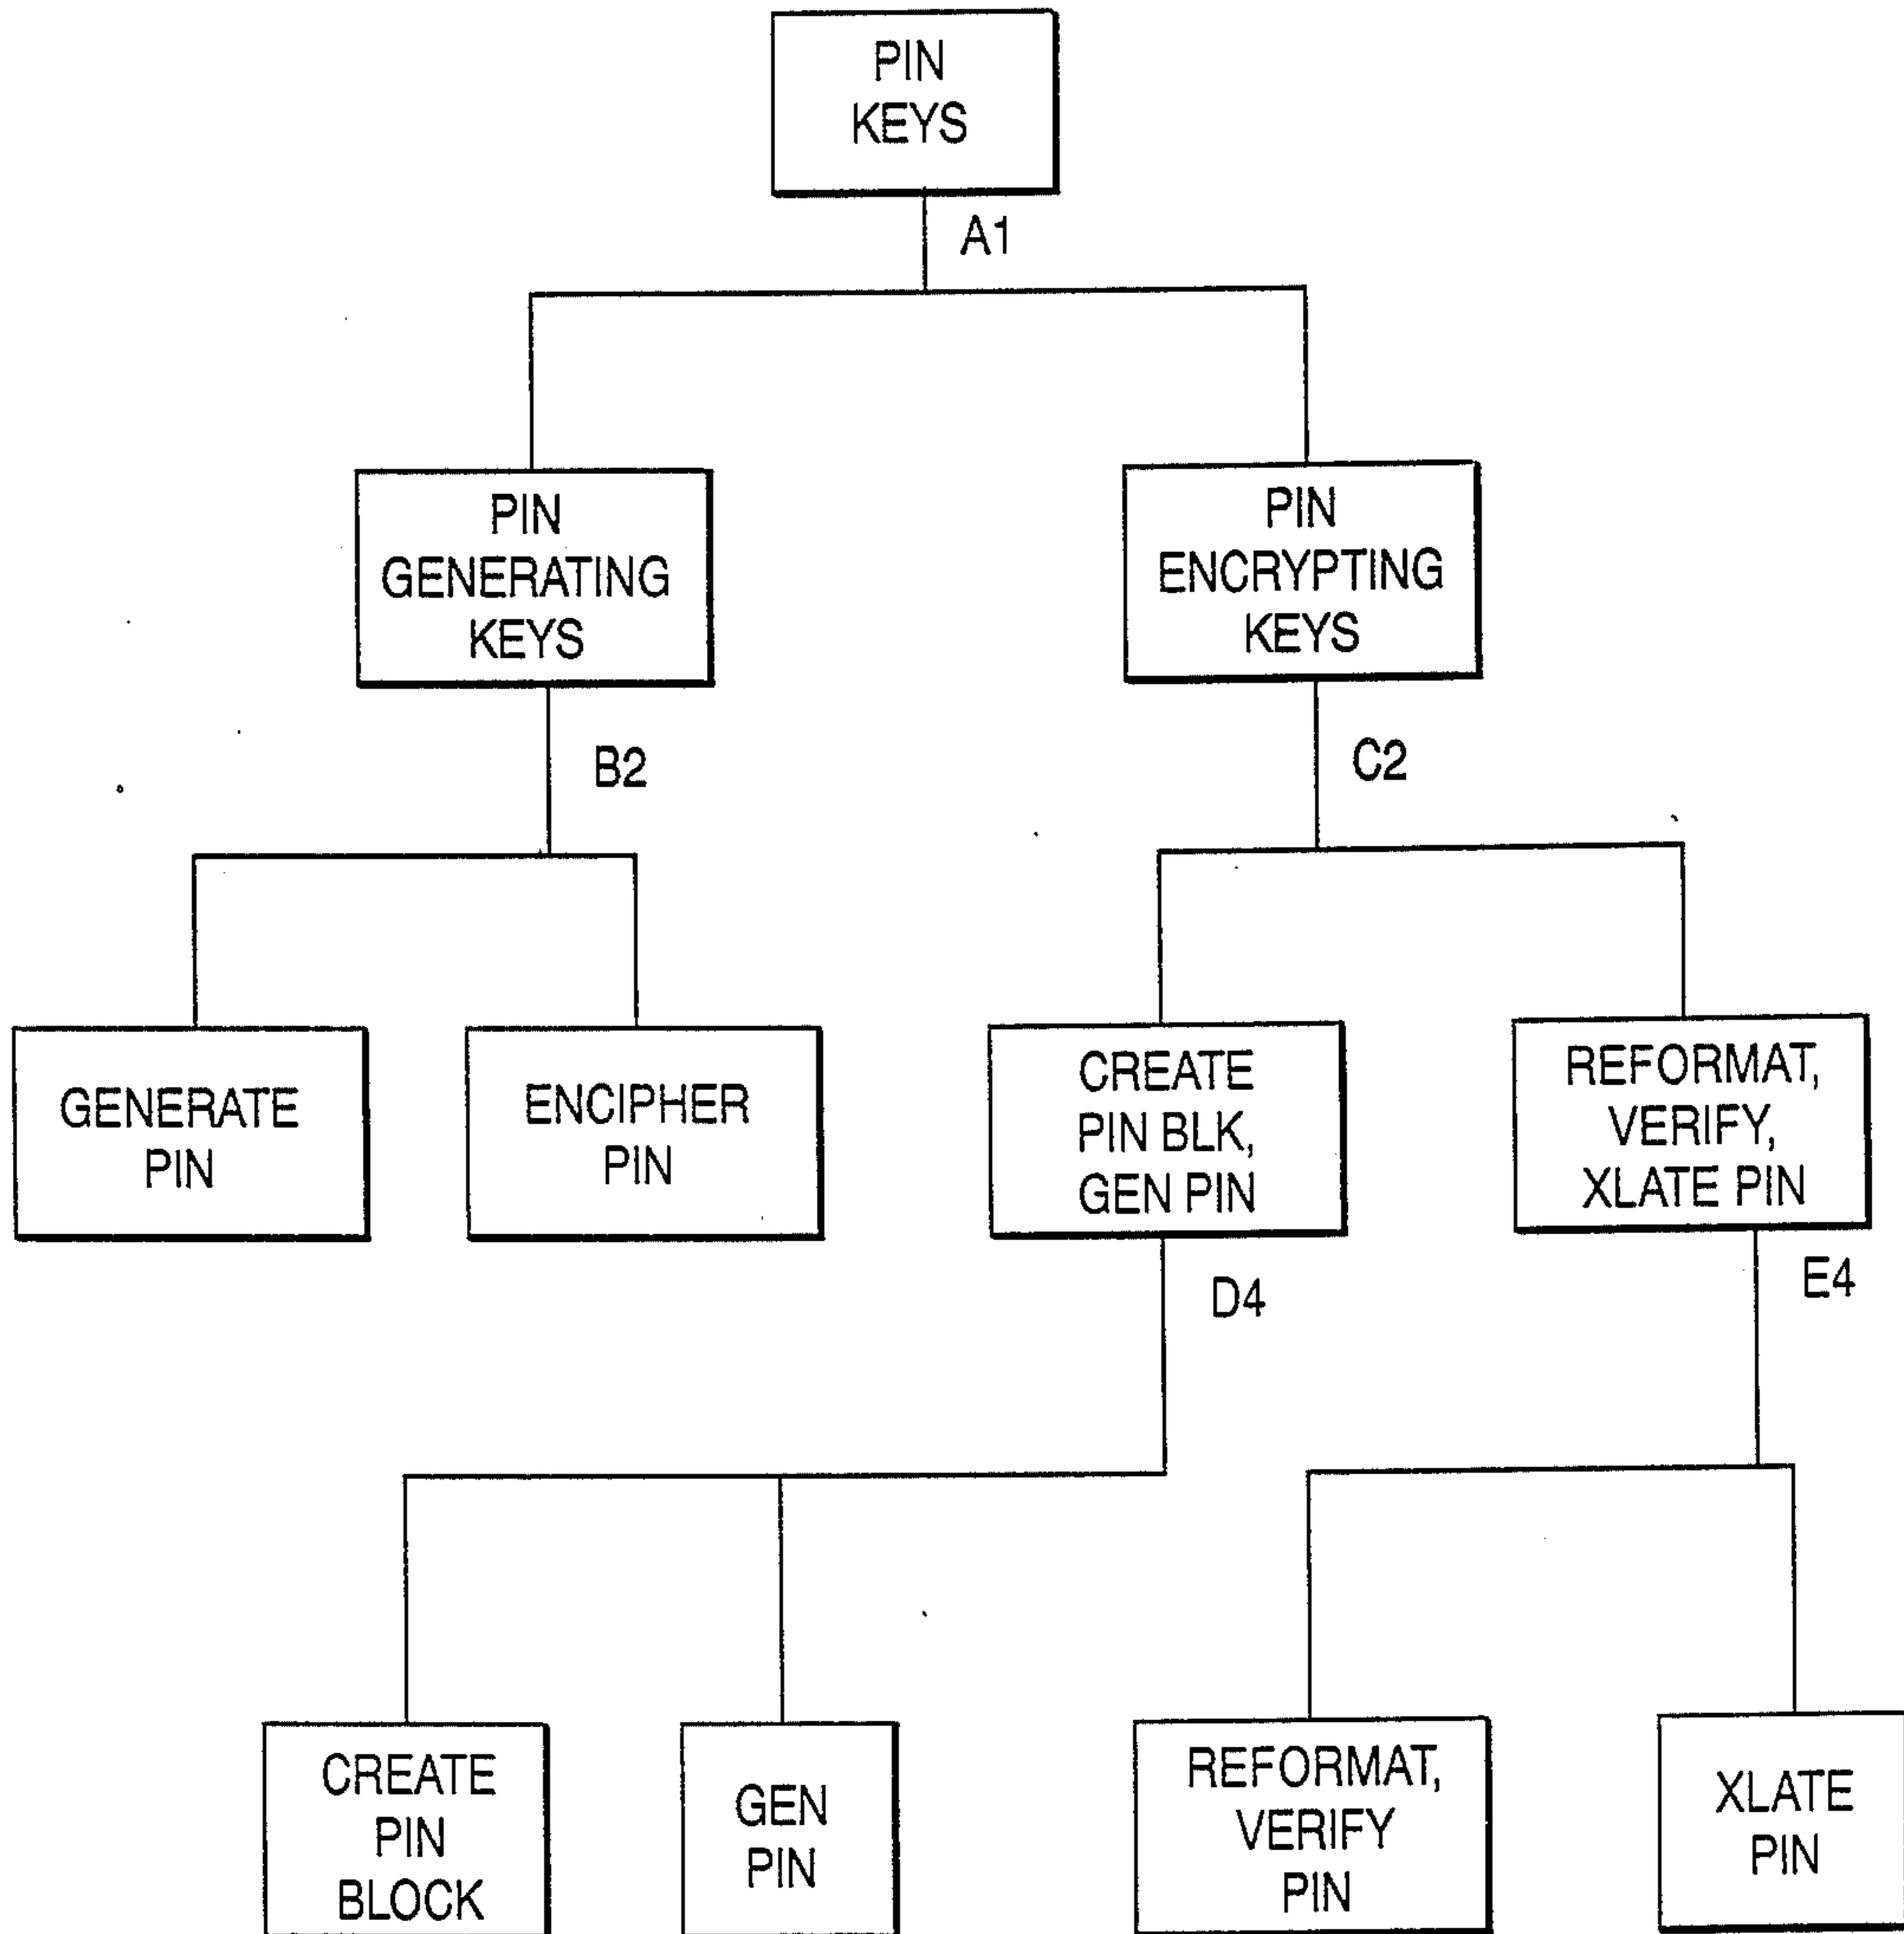 PIN
KEYS
A1
PIN
GENERATING
KEYS
PIN
ENCRYPTING
KEYS
B2
C2
GENERATE
PIN
ENCIPHER
PIN
CREATE
PIN BLK,
GEN PIN
REFORMAT,
VERIFY,
XLATE PIN
D4
E4
CREATE
PIN
BLOCK
GEN
PIN
REFORMAT,
VERIFY
PIN
XLATE
PIN